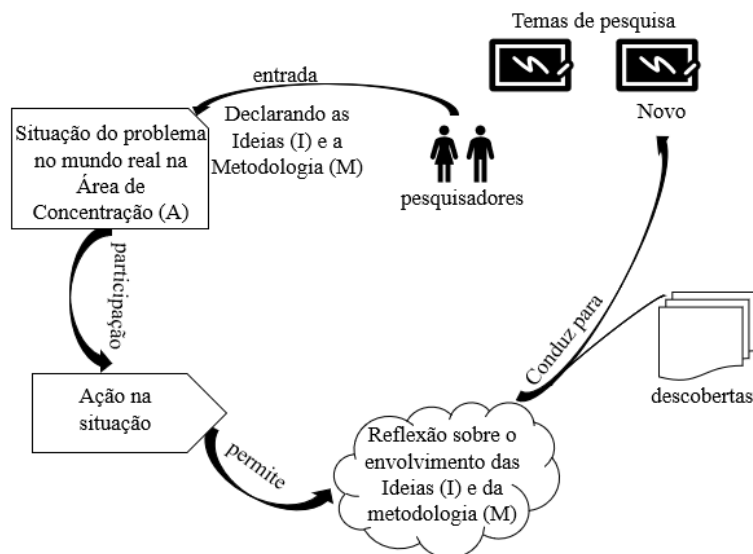 Temas de pesquisa
Novo
entrada
Declarando as
Ideias (I) e a
Metodologia (M)
pesquisadores
Situação do problema
no mundo real na
Área de
Concentração (A)
participação
Ação na
situação
permite
Reflexão sobre o
envolvimento das
Ideias (I) e da
metodologia (M)
Conduz para
descobertas